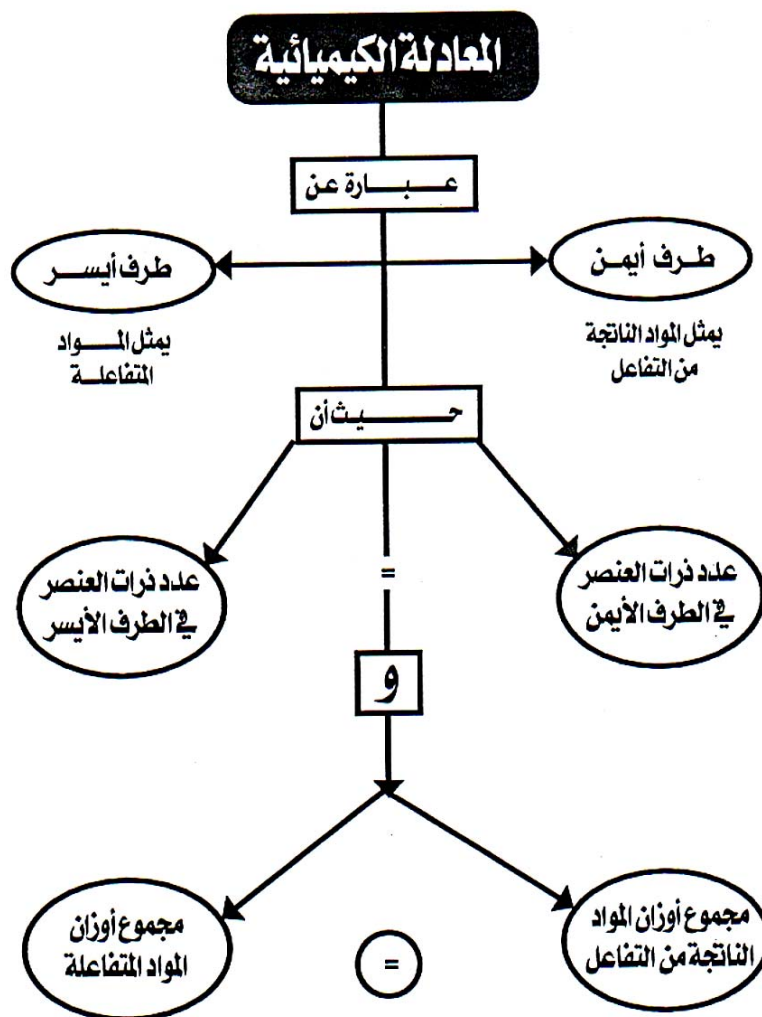 المعادلة الكيميائية
عبارة عن
طرف أيمن
طرف أيسر
يمثل المواد الناتجة
من التفاعل
يمثل المواد
المتفاعلة
حيث أن
عدد ذرات العنصر
في الطرف الأيمن
=
عدد ذرات العنصر
في الطرف الأيسر
و
مجموع أوزان المواد
الناتجة من التفاعل
=
مجموع أوزان
المواد المتفاعلة